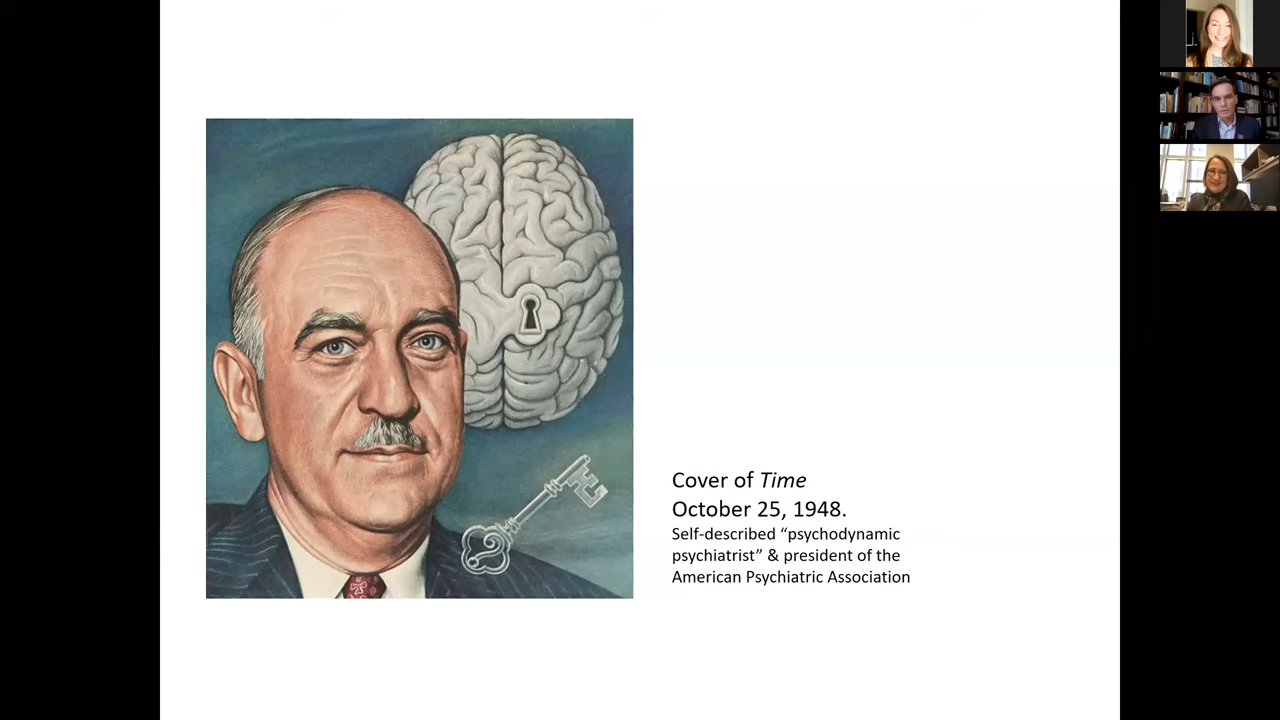 Cover of Time
October 25, 1948.
Self-described “psychodynamic
psychiatrist” & president of the
American Psychiatric Association